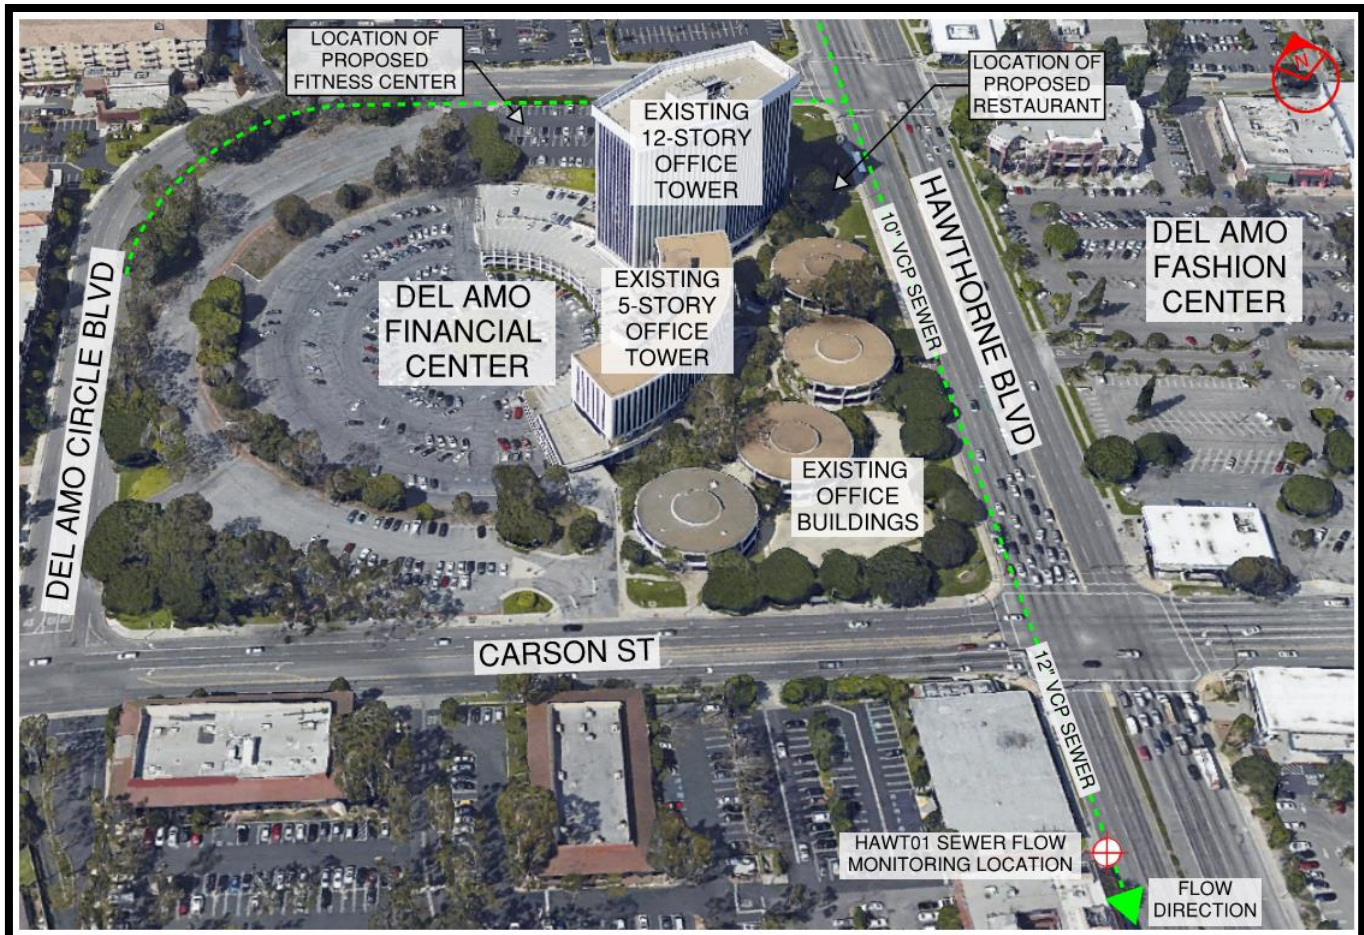 LOCATION OF
PROPOSED
FITNESS CENTER
LOCATION OF
PROPOSED
RESTAURANT
N
EXISTING
12-STORY
OFFICE
TOWER
HAWTHORNE BLVD
10" VCP SEWER
DEL AMO
FASHION
CENTER
DEL AMO CIRCLE BLVD
DEL AMO
FINANCIAL
CENTER
EXISTING
5-STORY
OFFICE
TOWER
EXISTING
OFFICE
BUILDINGS
CARSON ST
12" VCP SEWER
HAWT01 SEWER FLOW
MONITORING LOCATION
FLOW
DIRECTION